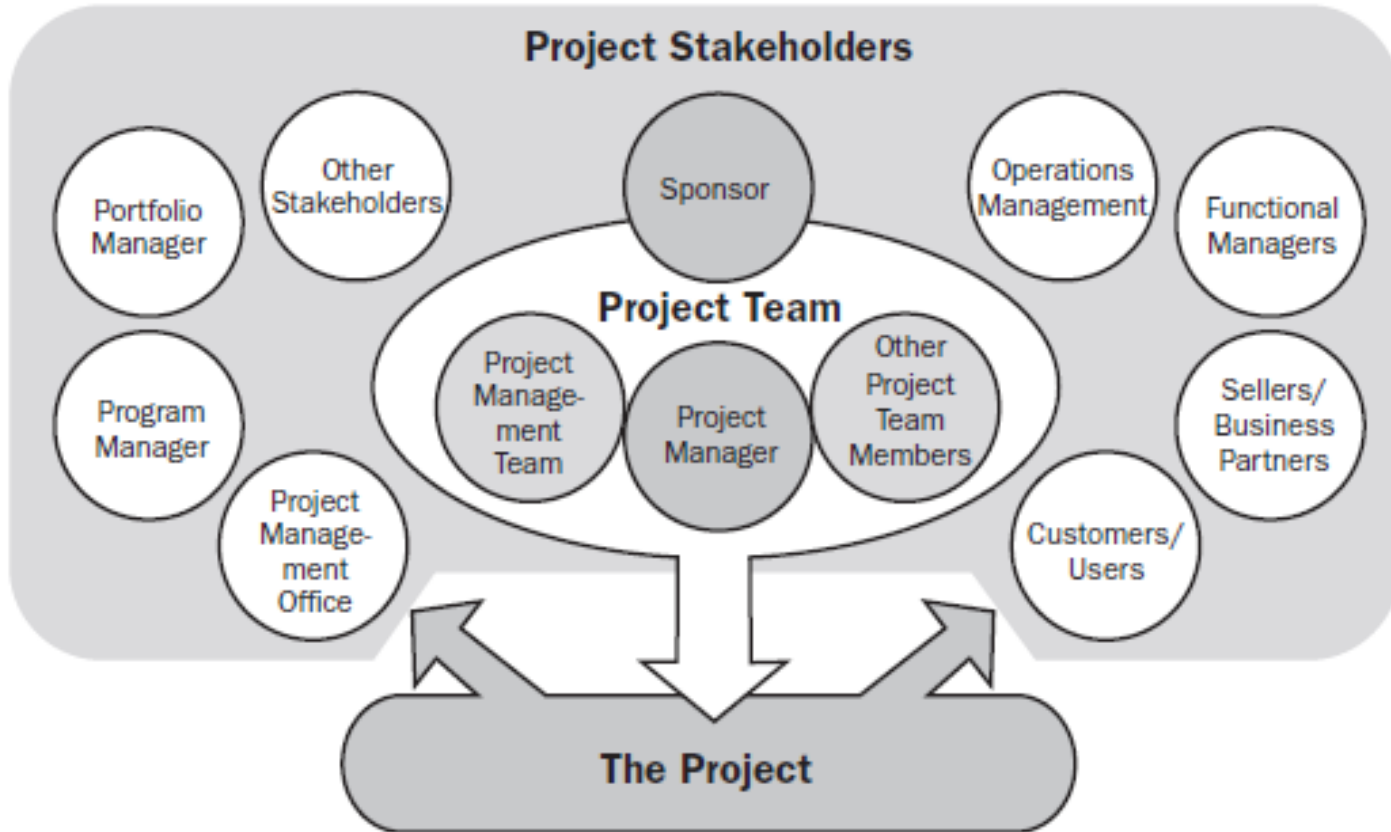 Project Stakeholders
Portfolio
Manager
Other
Stakeholders
Sponsor
Operations
Management
Functional
Managers
Project Team
Program
Manager
Project
Manage-
ment
Office
Project
Manage-
ment
Team
Project
Manager
Other
Project
Team
Members
Sellers/
Business
Partners
Customers/
Users
The Project